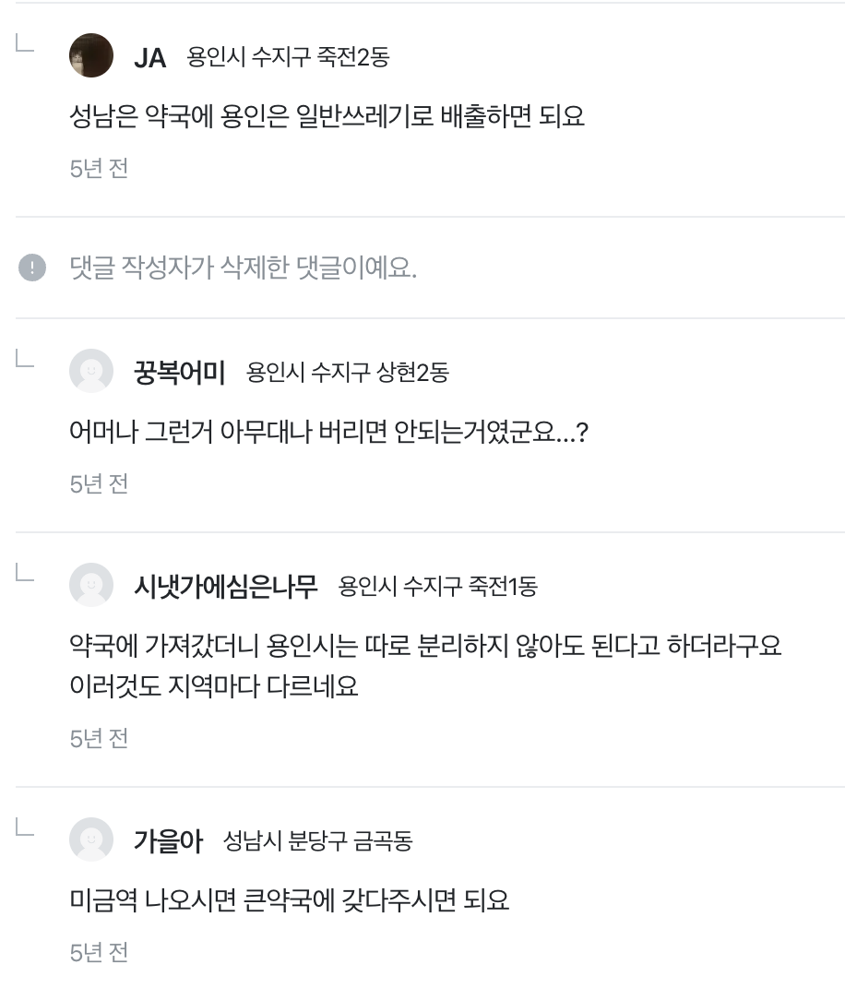 JA 용인시 수지구 죽전2동
성남은 약국에 용인은 일반쓰레기로 배출하면 되요
5년 전
댓글 작성자가 삭제한 댓글이예요.
꿍복어미 용인시 수지구 상현2동
어머나 그런거 아무대나 버리면 안되는거였군요...?
5년 전
시냇가에심은나무 용인시 수지구 죽전1동
약국에 가져갔더니 용인시는 따로 분리하지 않아도 된다고 하더라구요
이러것도 지역마다 다르네요
5년 전
가을아 성남시 분당구 금곡동
미금역 나오시면 큰약국에 갖다주시면 되요
5년 전